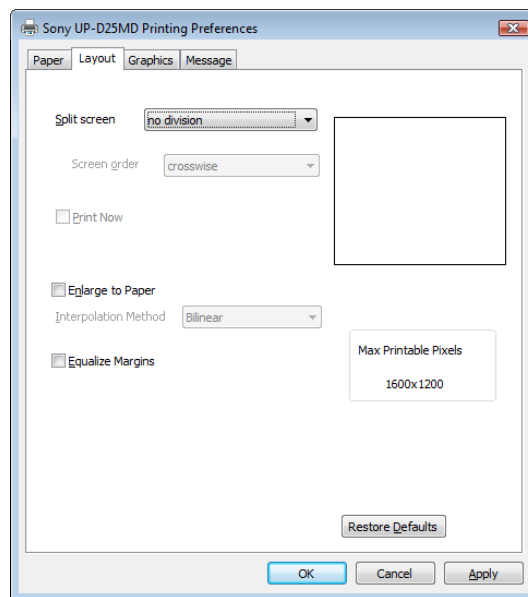 Sony UP-D25MD Printing Preferences
Paper Layout Graphics Message
Split screen no division
Screen order crosswise
Print Now
Enlarge to Paper
Interpolation Method Bilinear
Equalize Margins
Max Printable Pixels
1600x1200
Restore Defaults
OK Cancel Apply